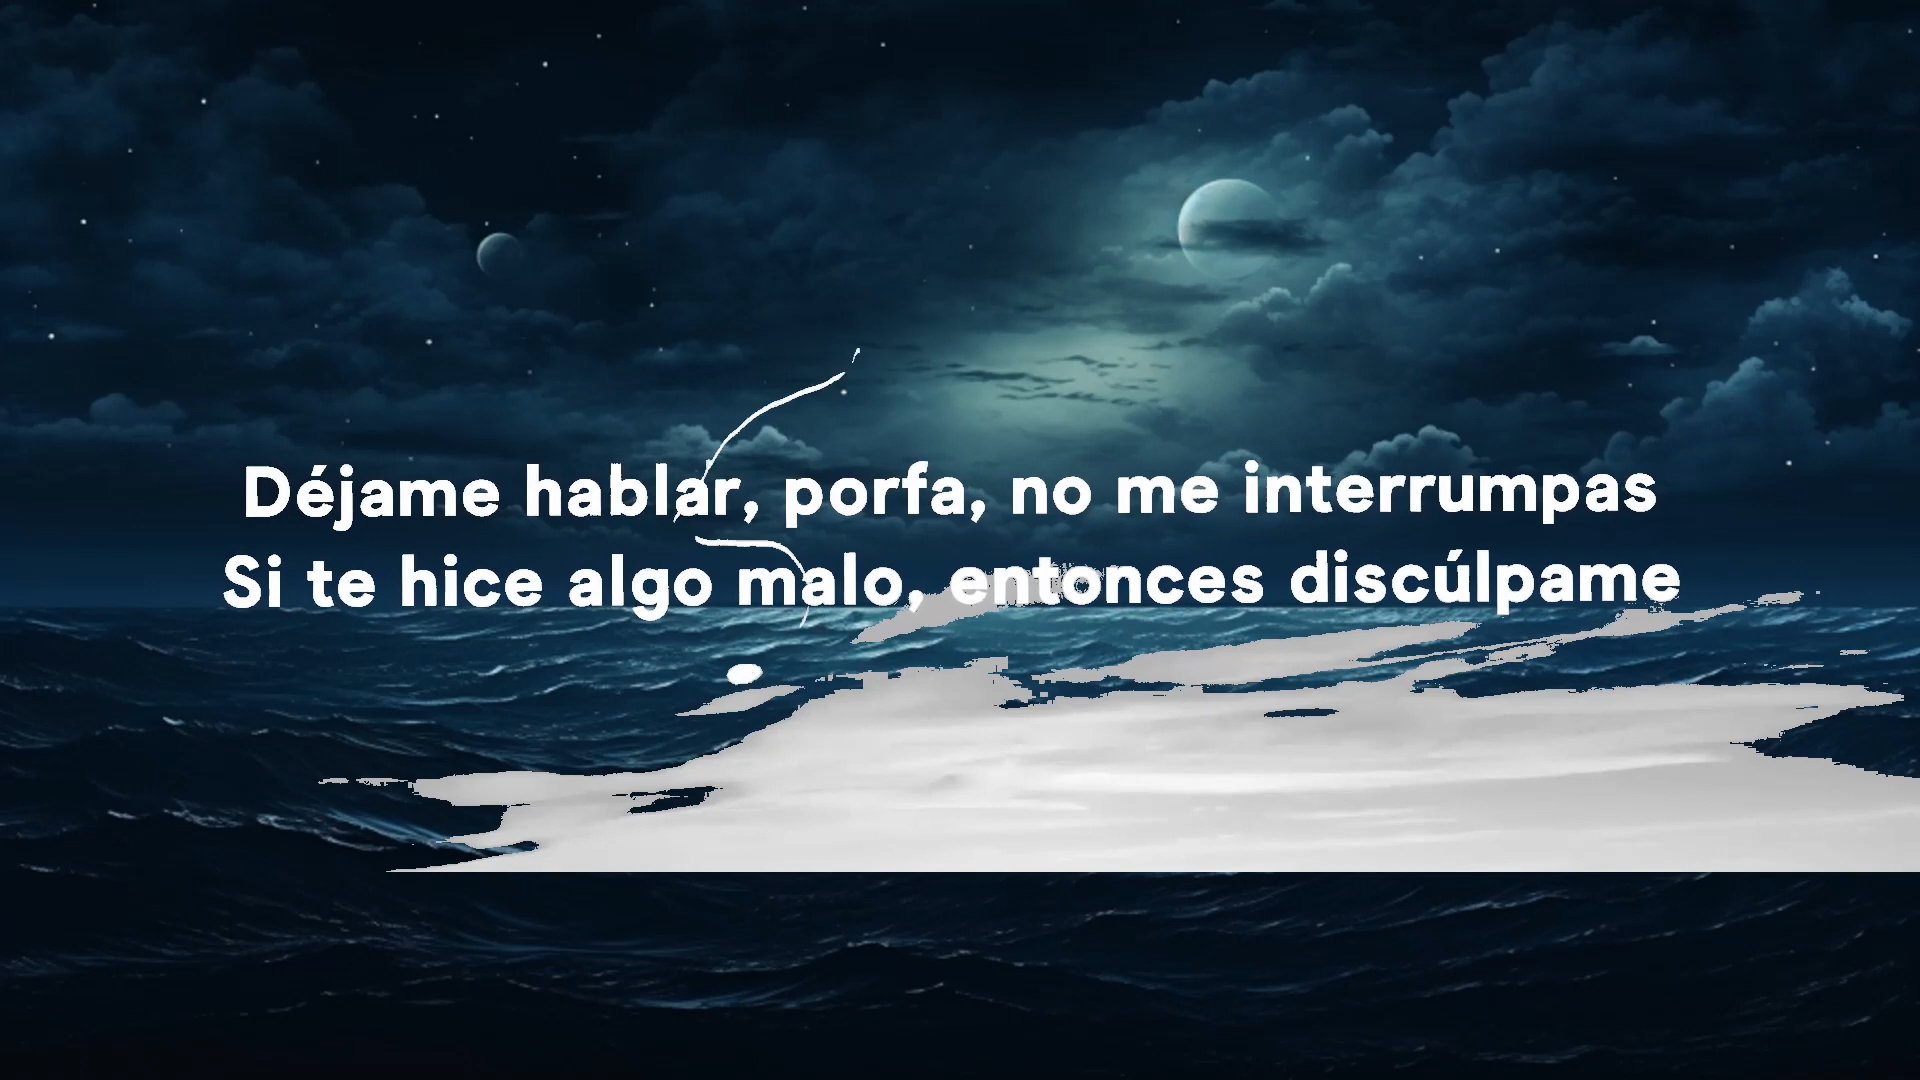 Déjame hablar, porfa, no me interrumpas
Si te hice algo malo, entonces discúlpame